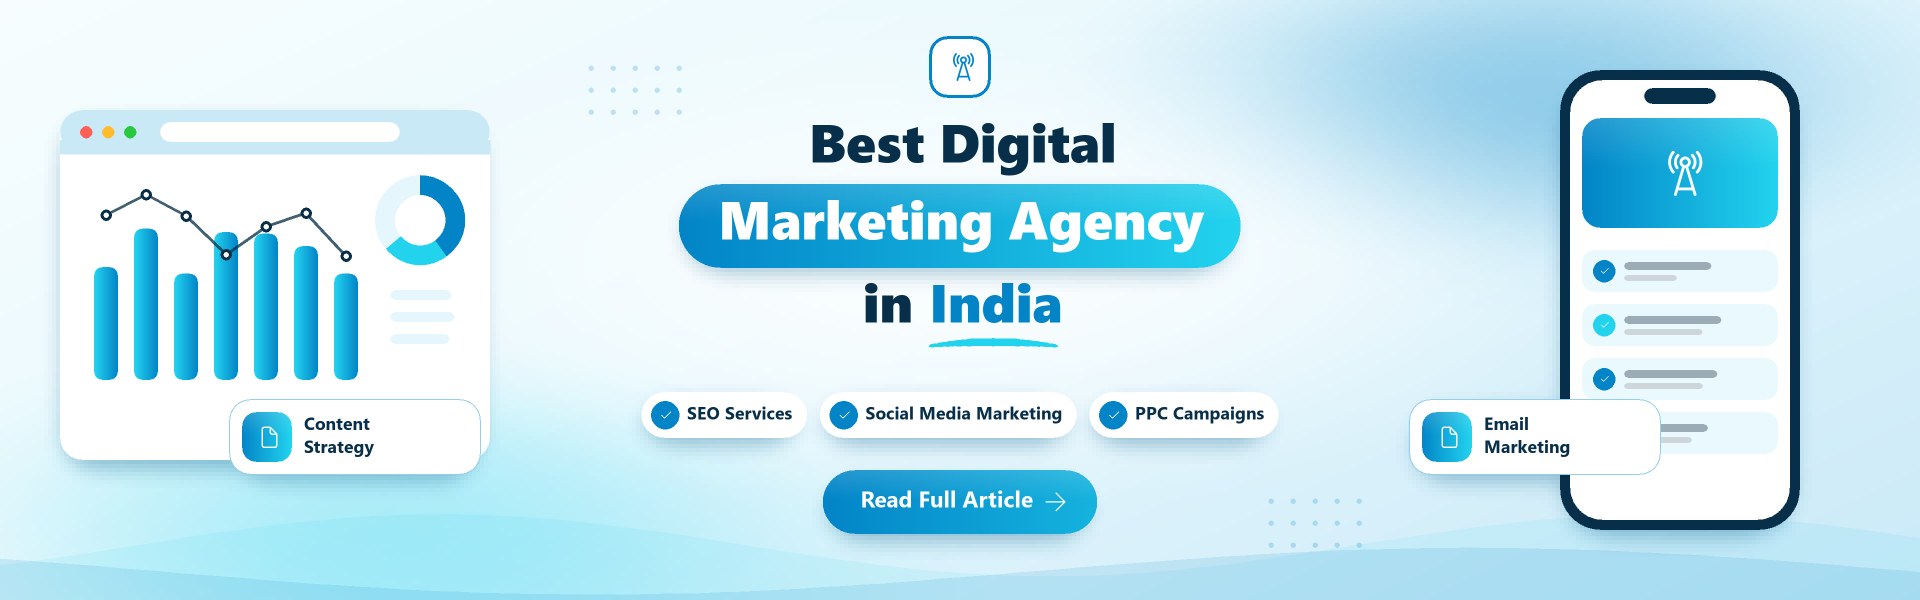 Best Digital
Marketing Agency
in India
SEO Services
Social Media Marketing
PPC Campaigns
Read Full Article
Content
Strategy
Email
Marketing